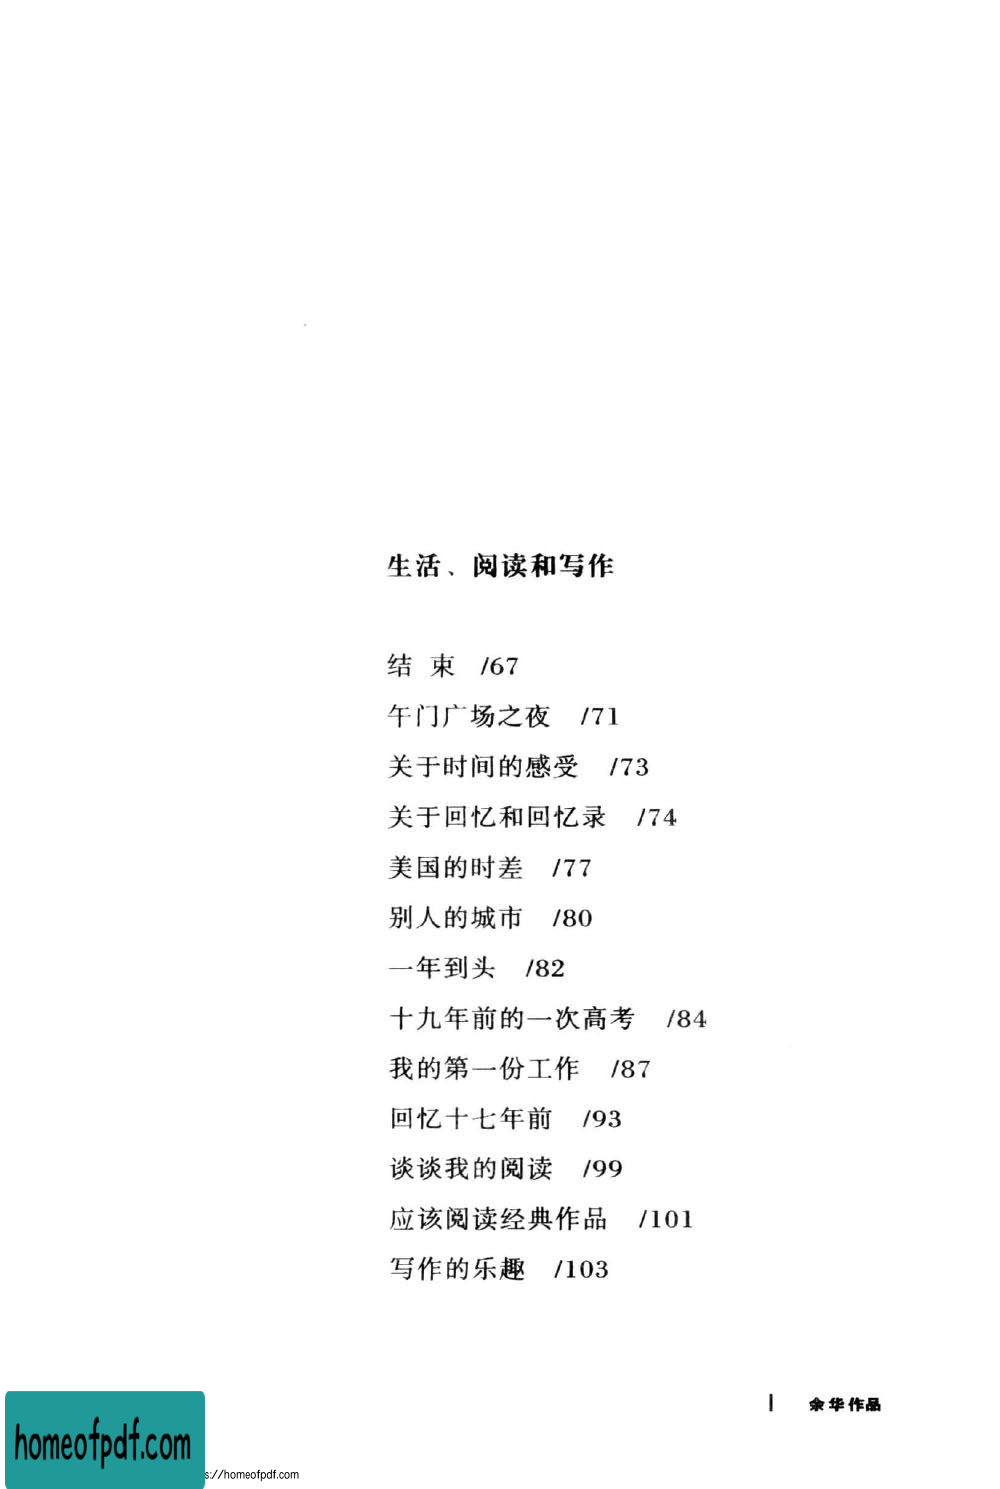 生活、阅读和写作
结 束 /67
午门广场之夜 /71
关于时间的感受 /73
关于回忆和回忆录 /74
美国的时差 /77
别人的城市 /80
一年到头 /82
十九年前的一次高考 /84
我的第一份工作 /87
回忆十七年前 /93
谈谈我的阅读 /99
应该阅读经典作品 /101
写作的乐趣 /103
余华作品
homeofpdf.com
s://homeofpdf.com